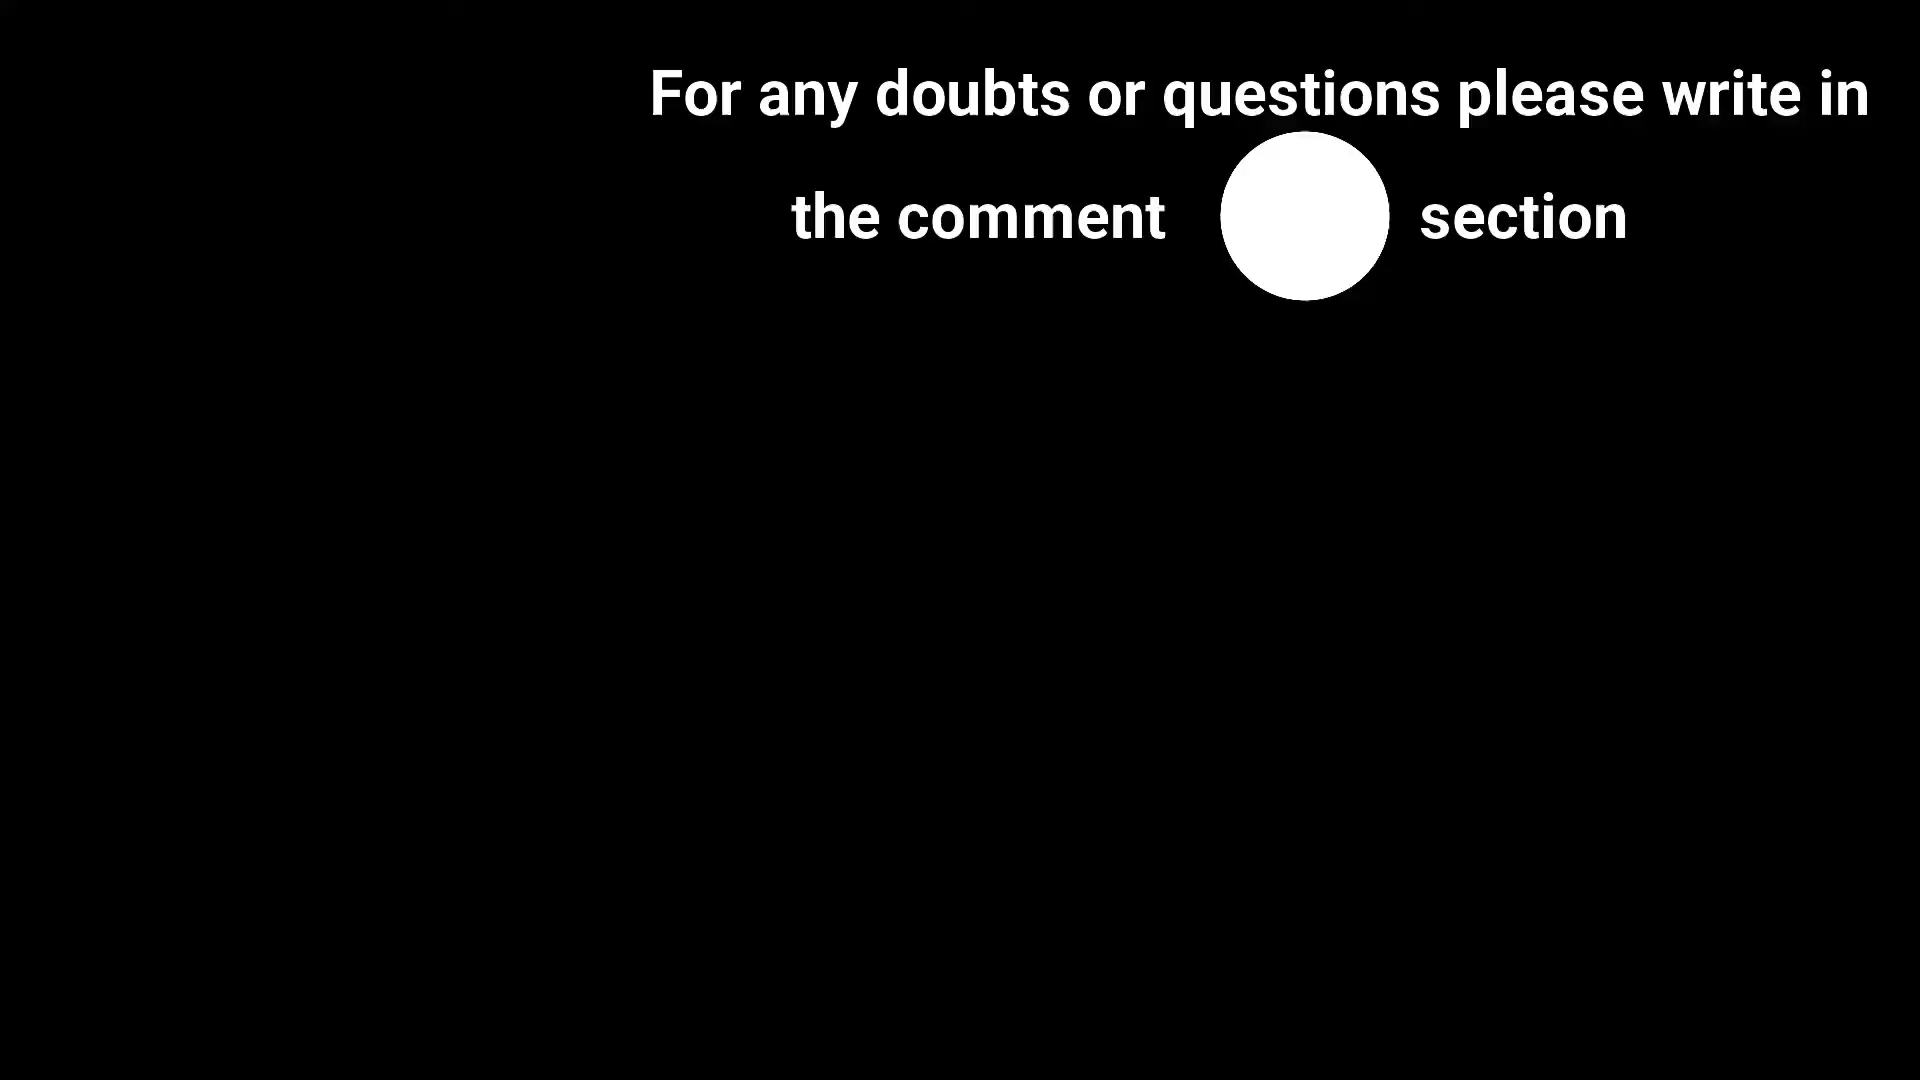 For any doubts or questions please write in
the comment section